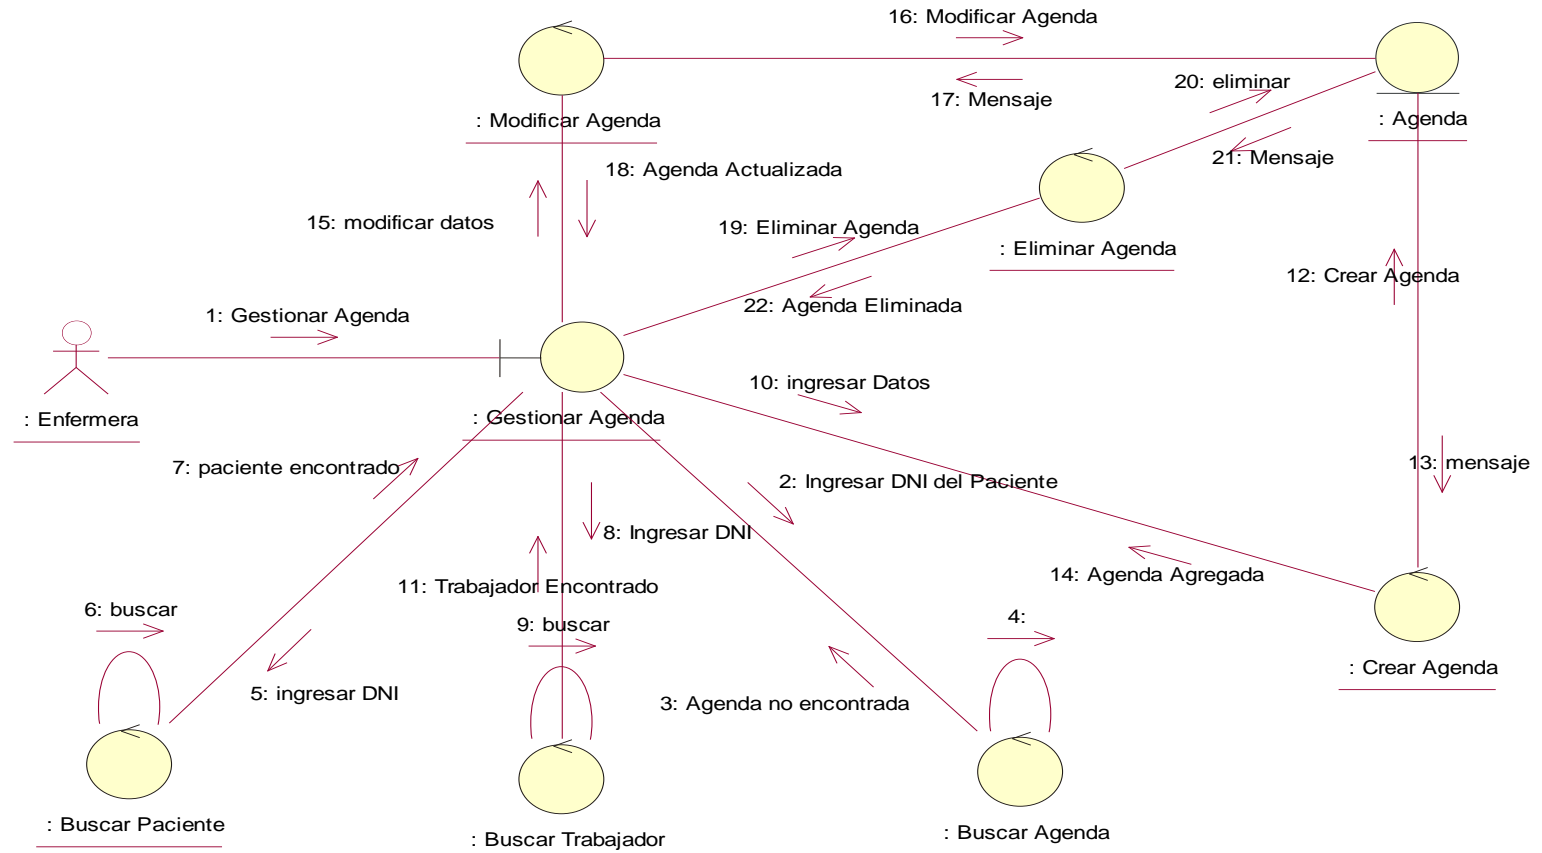 16: Modificar Agenda
17: Mensaje
20: eliminar
21: Mensaje
: Agenda
: Modificar Agenda
18: Agenda Actualizada
15: modificar datos
19: Eliminar Agenda
: Eliminar Agenda
22: Agenda Eliminada
12: Crear Agenda
1: Gestionar Agenda
: Enfermera
: Gestionar Agenda
10: ingresar Datos
7: paciente encontrado
2: Ingresar DNI del Paciente
13: mensaje
8: Ingresar DNI
11: Trabajador Encontrado
14: Agenda Agregada
6: buscar
9: buscar
4:
5: ingresar DNI
3: Agenda no encontrada
: Crear Agenda
: Buscar Paciente
: Buscar Trabajador
: Buscar Agenda